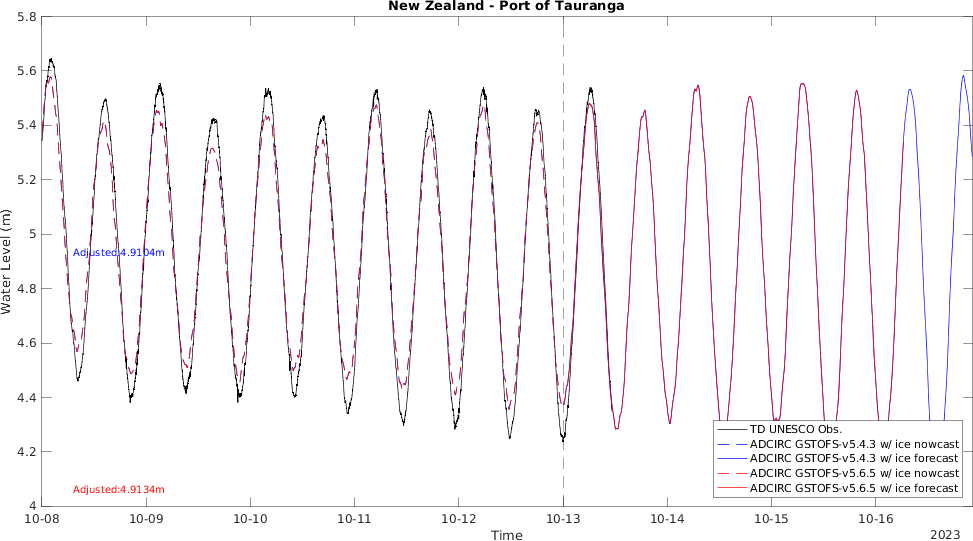 New Zealand - Port of Tauranga
5.8
5.6
5.4
5.2
5
4.8
4.6
4.4
4.2
4
Water Level (m)
Adjusted:4.9104m
Adjusted:4.9134m
TD UNESCO Obs.
ADCIRC GSTOFS-v5.4.3 w/ ice nowcast
ADCIRC GSTOFS-v5.4.3 w/ ice forecast
ADCIRC GSTOFS-v5.6.5 w/ ice nowcast
ADCIRC GSTOFS-v5.6.5 w/ ice forecast
10-08 10-09 10-10 10-11 10-12 10-13 10-14 10-15 10-16
Time
2023